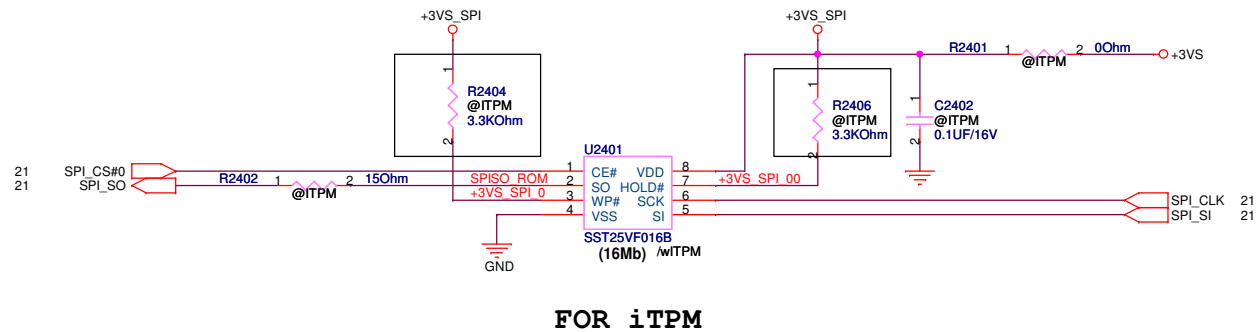 +3VS_SPI
+3VS_SPI
R2401
1
2
0Ohm
@ITPM
+3VS
1
R2404
@ITPM
3.3KOhm
2
1
R2406
@ITPM
3.3KOhm
2
1
C2402
@ITPM
0.1UF/16V
2
U2401
21 SPI_CS#0
1 CE# VDD 8
21 SPI_SO
R2402 1 2 15Ohm
@ITPM
SPISO_ROM 2 SO HOLD# 7 +3VS_SPI_00
+3VS_SPI_0 3 WP# SCK 6
SPI_CLK 21
4 VSS SI 5
SPI_SI 21
SST25VF016B
(16Mb) /wITPM
GND
FOR iTPM